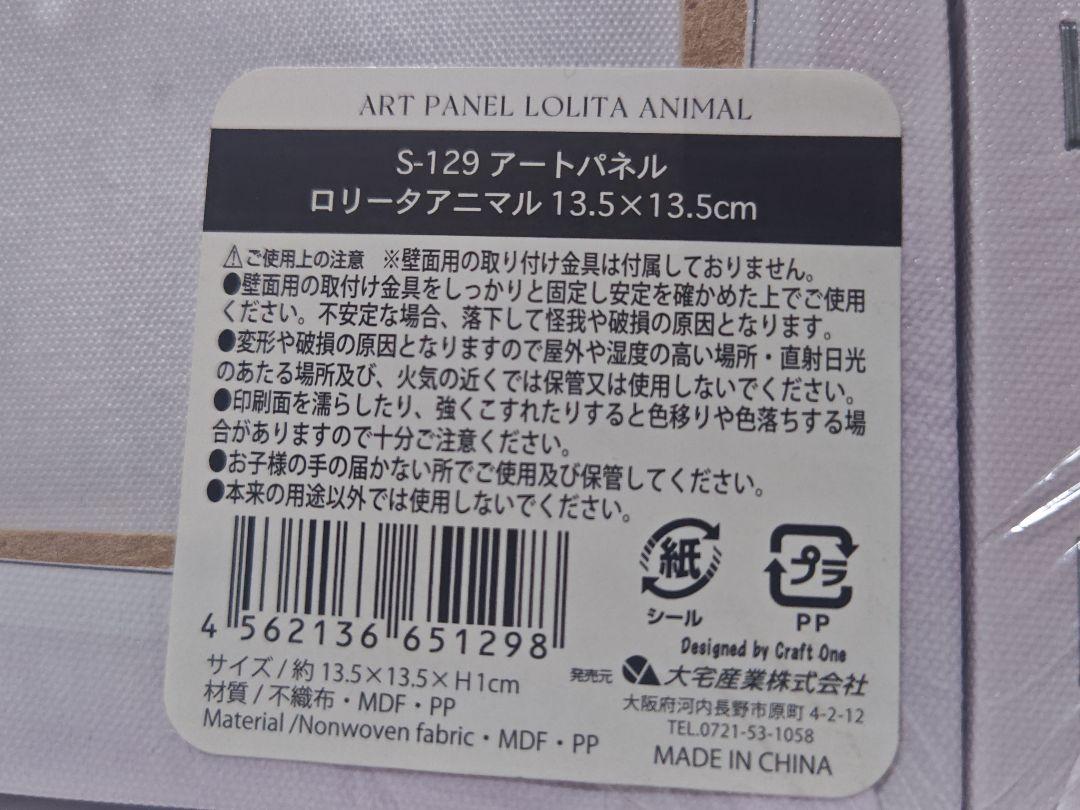 ART PANEL LOLITA ANIMAL
S-129 アートパネル
ロリータアニマル 13.5×13.5cm
⚠ご使用上の注意　※壁面用の取り付け金具は付属しておりません。
●壁面用の取付け金具をしっかりと固定し安定を確かめた上でご使用
ください。不安定な場合、落下して怪我や破損の原因となります。
●変形や破損の原因となりますので屋外や湿度の高い場所・直射日光
のあたる場所及び、火気の近くでは保管又は使用しないでください。
●印刷面を濡らしたり、強くこすれたりすると色移りや色落ちする場
合がありますので十分ご注意ください。
●お子様の手の届かない所でご使用及び保管してください。
●本来の用途以外では使用しないでください。
紙
シール
プラ
PP
4 562136 651298
サイズ / 約 13.5×13.5×H1cm
材質 / 不織布・MDF・PP
Material /Nonwoven fabric・MDF・PP
Designed by Craft One
発売元 大宅産業株式会社
大阪府河内長野市原町 4-2-12
TEL.0721-53-1058
MADE IN CHINA